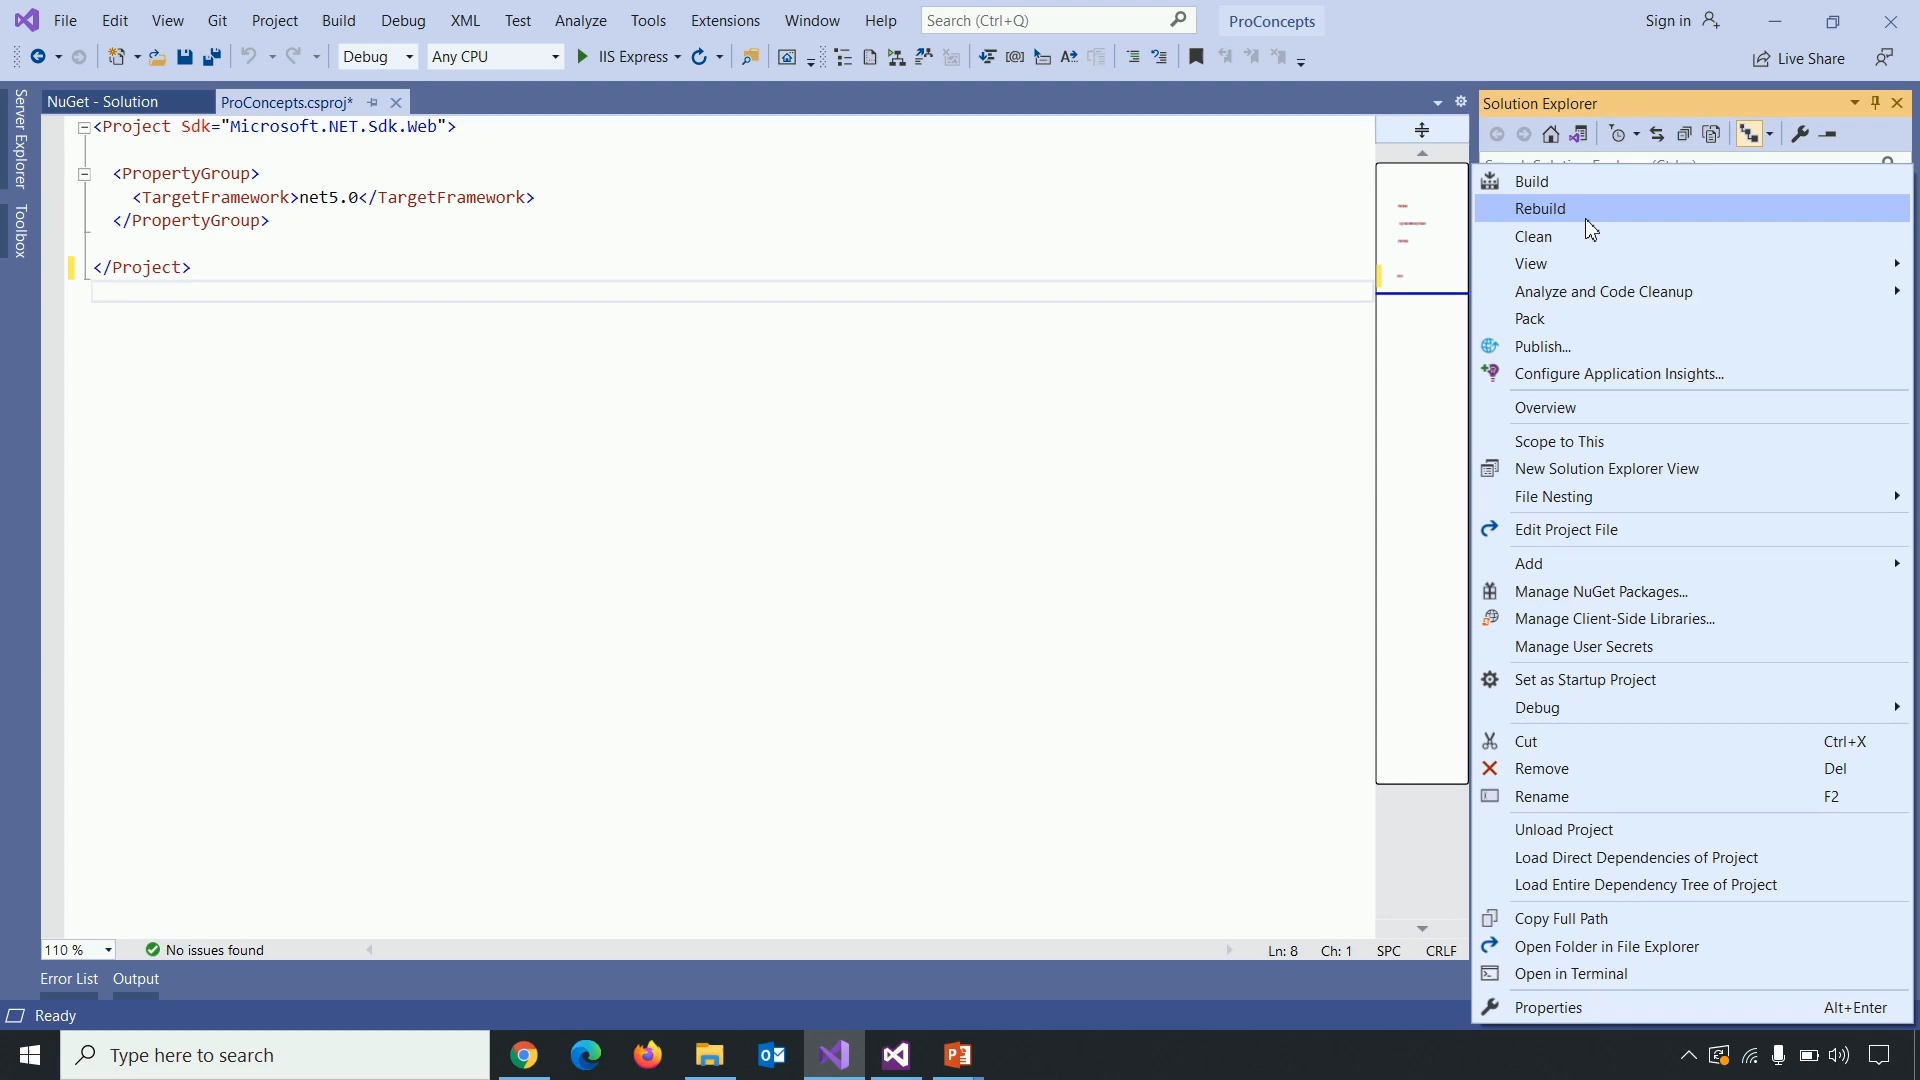 File Edit View Git Project Build Debug XML Test Analyze Tools Extensions Window Help Search (Ctrl+Q) ProConcepts Sign in
Debug Any CPU IIS Express Live Share
Server Explorer
Toolbox
NuGet - Solution ProConcepts.csproj*
<Project Sdk="Microsoft.NET.Sdk.Web">
<PropertyGroup>
<TargetFramework>net5.0</TargetFramework>
</PropertyGroup>
</Project>
110 % No issues found Ln: 8 Ch: 1 SPC CRLF
Error List Output
Ready
Solution Explorer
Build
Rebuild
Clean
View
Analyze and Code Cleanup
Pack
Publish...
Configure Application Insights...
Overview
Scope to This
New Solution Explorer View
File Nesting
Edit Project File
Add
Manage NuGet Packages...
Manage Client-Side Libraries...
Manage User Secrets
Set as Startup Project
Debug
Cut Ctrl+X
Remove Del
Rename F2
Unload Project
Load Direct Dependencies of Project
Load Entire Dependency Tree of Project
Copy Full Path
Open Folder in File Explorer
Open in Terminal
Properties Alt+Enter
Type here to search